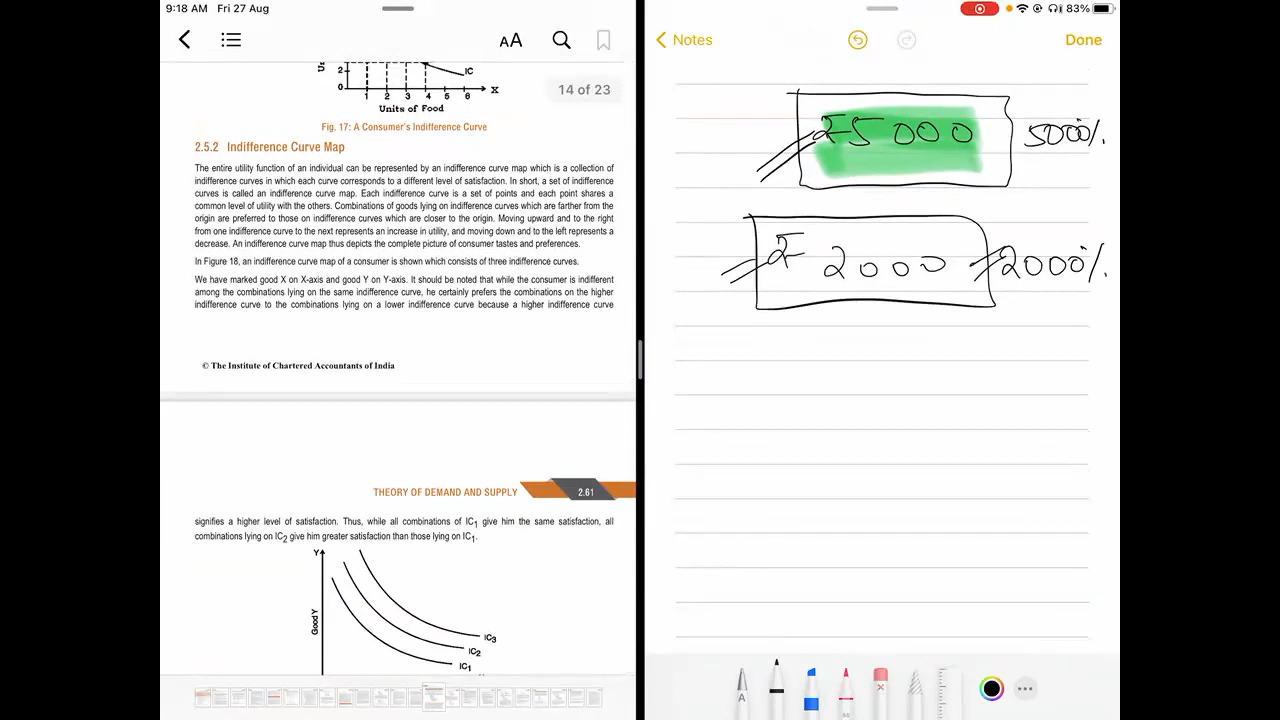 9:18 AM Fri 27 Aug
83%
AA
2
0
IC
X
1 2 3 4 5 6
Units of Food
14 of 23
Fig. 17: A Consumer's Indifference Curve
2.5.2 Indifference Curve Map
The entire utility function of an individual can be represented by an indifference curve map which is a collection of
indifference curves in which each curve corresponds to a different level of satisfaction. In short, a set of indifference
curves is called an indifference curve map. Each indifference curve is a set of points and each point shares a
common level of utility with the others. Combinations of goods lying on indifference curves which are farther from the
origin are preferred to those on indifference curves which are closer to the origin. Moving upward and to the right
from one indifference curve to the next represents an increase in utility, and moving down and to the left represents a
decrease. An indifference curve map thus depicts the complete picture of consumer tastes and preferences.
In Figure 18, an indifference curve map of a consumer is shown which consists of three indifference curves.
We have marked good X on X-axis and good Y on Y-axis. It should be noted that while the consumer is indifferent
among the combinations lying on the same indifference curve, he certainly prefers the combinations on the higher
indifference curve to the combinations lying on a lower indifference curve because a higher indifference curve
© The Institute of Chartered Accountants of India
THEORY OF DEMAND AND SUPPLY 2.61
signifies a higher level of satisfaction. Thus, while all combinations of IC1 give him the same satisfaction, all
combinations lying on IC2 give him greater satisfaction than those lying on IC1.
Y
Good Y
IC3
IC2
IC1
Notes
Done
₹5000 5000%.
₹ 2000 2000%.